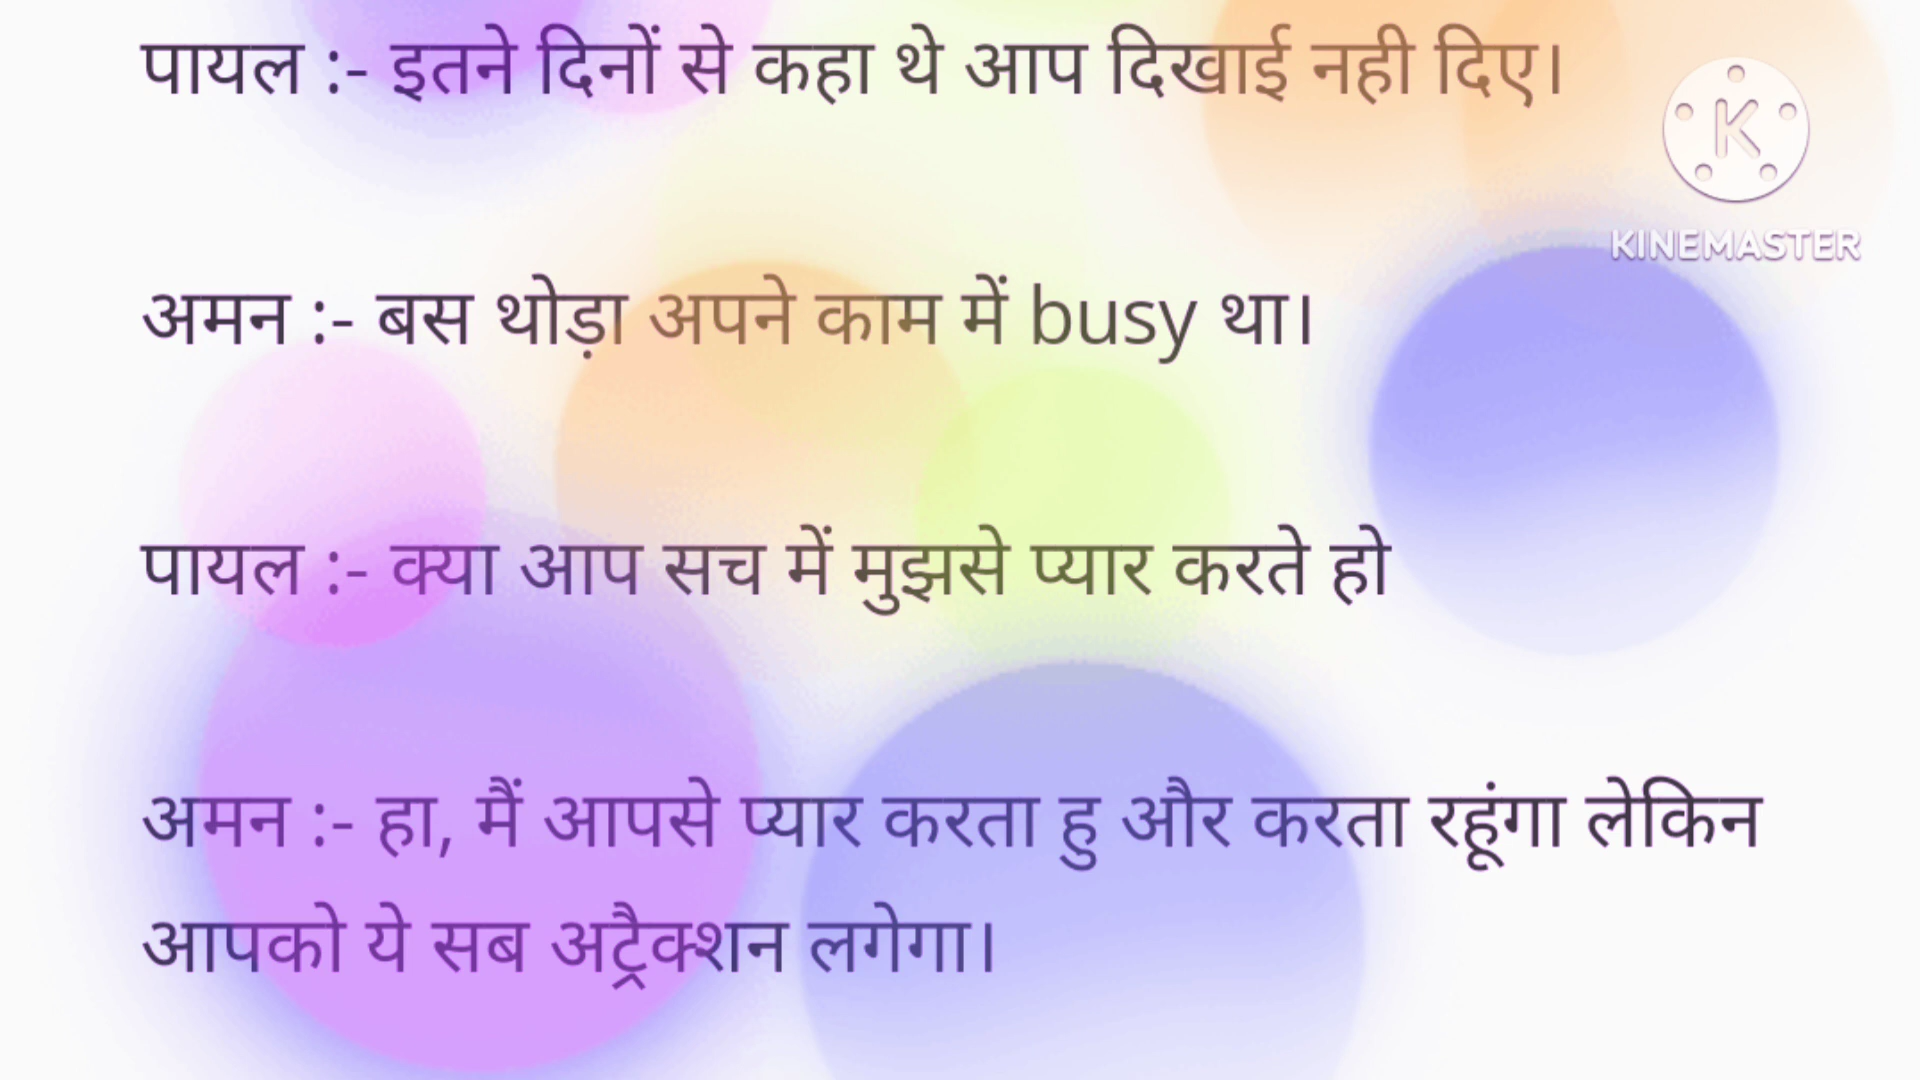 पायल :- इतने दिनों से कहा थे आप दिखाई नही दिए।
KINEMASTER
अमन :- बस थोड़ा अपने काम में busy था।
पायल :- क्या आप सच में मुझसे प्यार करते हो
अमन :- हा, मैं आपसे प्यार करता हु और करता रहूंगा लेकिन
आपको ये सब अट्रैक्शन लगेगा।